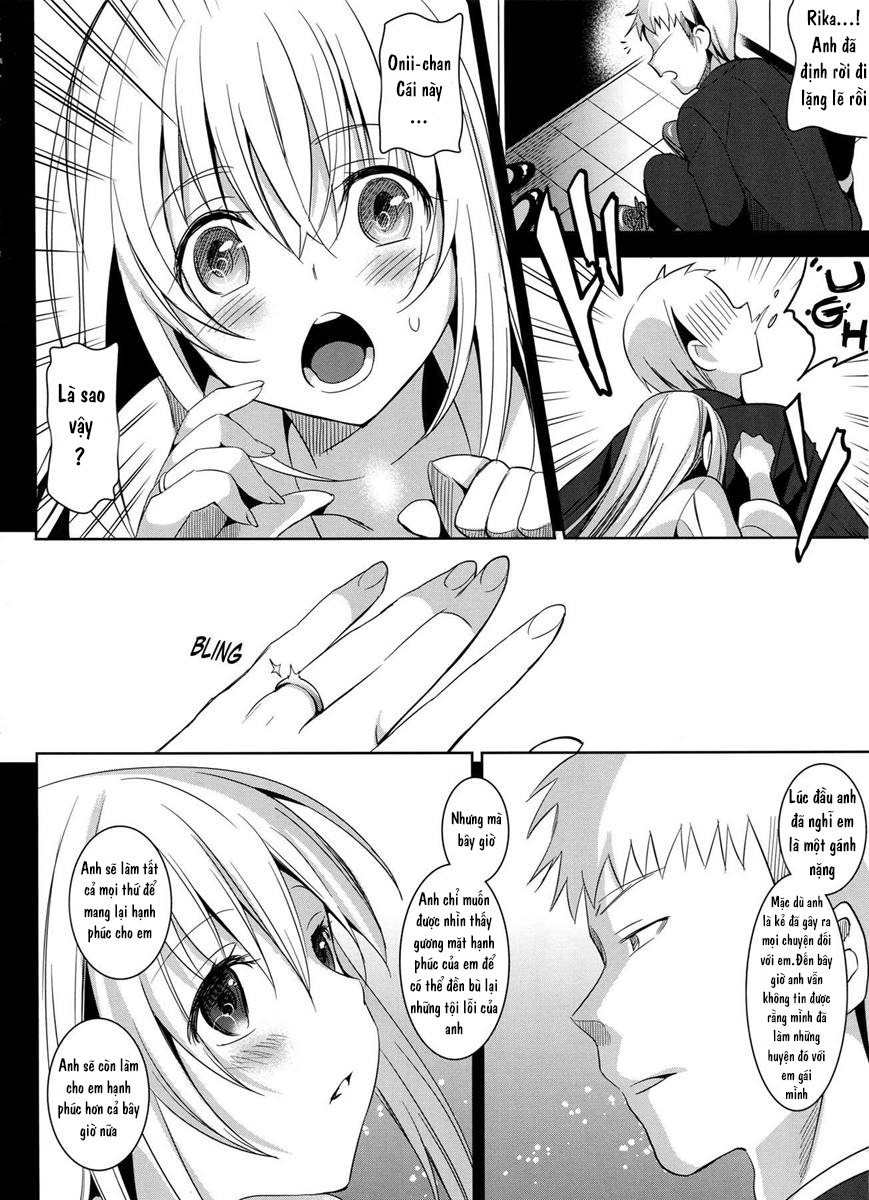 Rika...!
Anh đã
định rời đi
lặng lẽ rồi
UGH
Onii-chan
Cái này
...
Là sao
vậy
?
BLING
Lúc đầu anh
đã nghĩ em
là một gánh
nặng
Mặc dù anh
là kẻ đã gây ra
mọi chuyện đối
với em.Đến bây
giờ anh vẫn
không tin được
rằng mình đã
làm những
huyện đó với
em gái
mình
Nhưng mà
bây giờ
Anh chỉ muốn
được nhìn thấy
gương mặt hạnh
phúc của em để
có thể đền bù lại
những tội lỗi của
anh
Anh sẽ làm tất
cả mọi thứ để
mang lại hạnh
phúc cho em
Anh sẽ còn làm
cho em hạnh
phúc hơn cả bây
giờ nữa